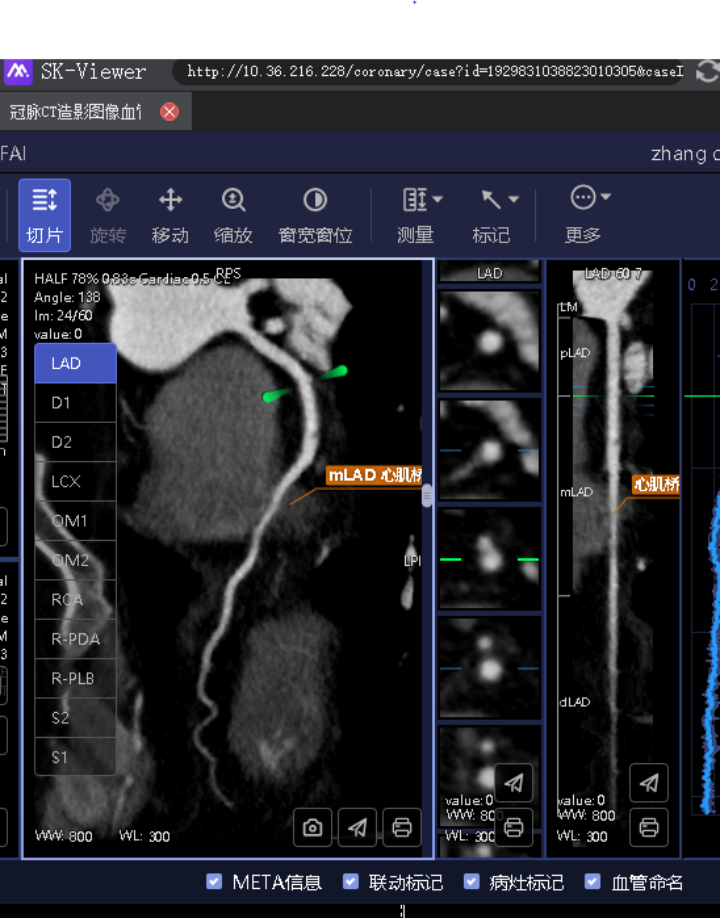 SK-Viewer
http://10.36.216.228/coronary/case?id=1929831038823010305&caseI
冠脉CT造影图像血
FAI
zhang
切片
旋转
移动
缩放
窗宽窗位
测量
标记
更多
HALF 78% 0.83s Cardiac 0.5 CE
RPS
Angle: 138
Im: 24/60
value: 0
LAD
D1
D2
LCX
OM1
OM2
RCA
R-PDA
R-PLB
S2
S1
mLAD 心肌桥
LPI
WW: 800 WL: 300
LAD
value: 0
WW: 800
WL: 300
LAD 60.7
LM
pLAD
mLAD
心肌桥
dLAD
value: 0
WW: 800
WL: 300
0 2
META信息
联动标记
病灶标记
血管命名